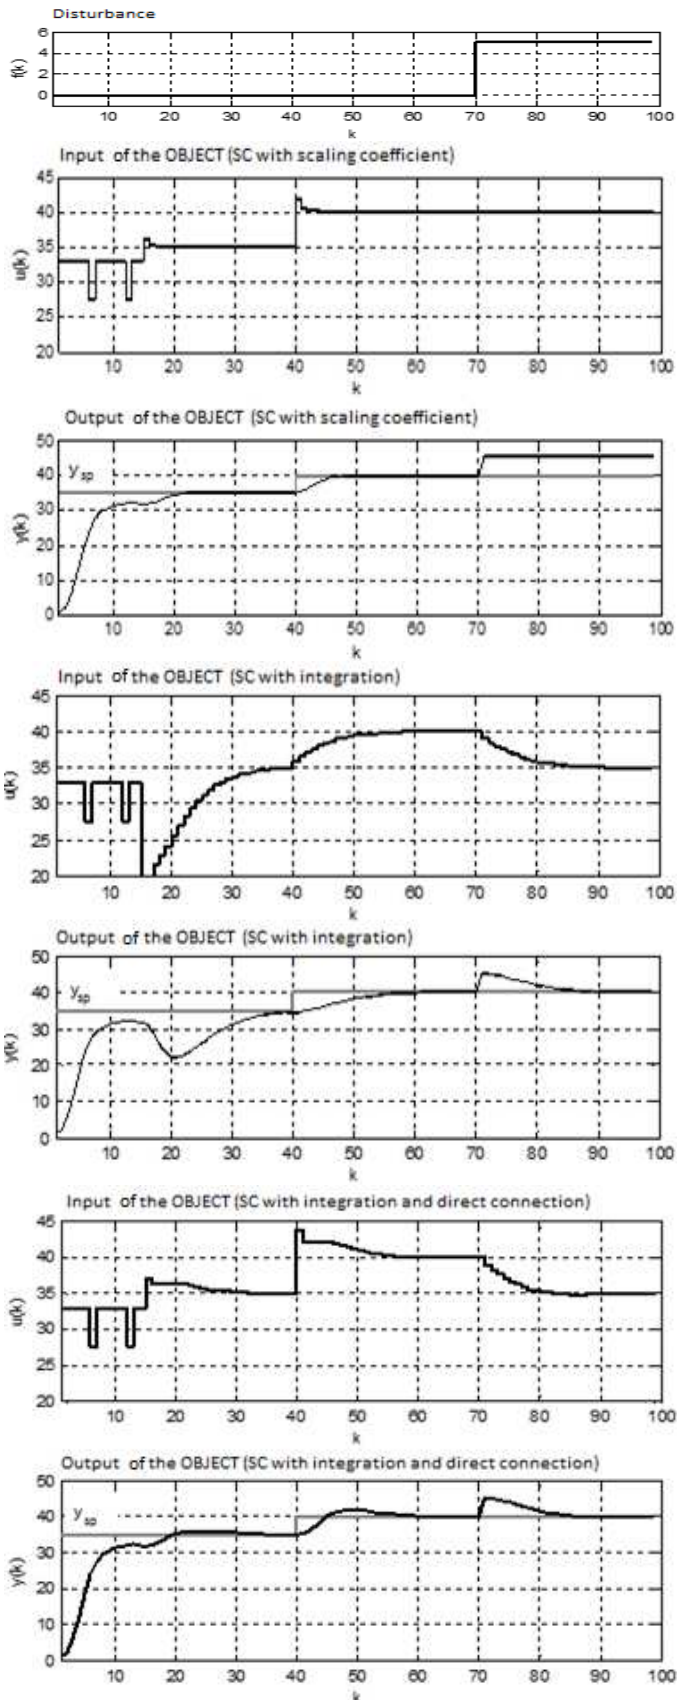 Disturbance
6
4
2
0
f(k)
10 20 30 40 50 60 70 80 90 100
k
Input of the OBJECT (SC with scaling coefficient)
45
40
35
30
25
20
u(k)
10 20 30 40 50 60 70 80 90 100
k
Output of the OBJECT (SC with scaling coefficient)
50
40
30
20
10
0
y(k)
ysp
10 20 30 40 50 60 70 80 90 100
k
Input of the OBJECT (SC with integration)
45
40
35
30
25
20
u(k)
10 20 30 40 50 60 70 80 90 100
k
Output of the OBJECT (SC with integration)
50
40
30
20
10
0
y(k)
ysp
10 20 30 40 50 60 70 80 90 100
k
Input of the OBJECT (SC with integration and direct connection)
45
40
35
30
25
20
u(k)
10 20 30 40 50 60 70 80 90 100
k
Output of the OBJECT (SC with integration and direct connection)
50
40
30
20
10
0
y(k)
ysp
10 20 30 40 50 60 70 80 90 100
k